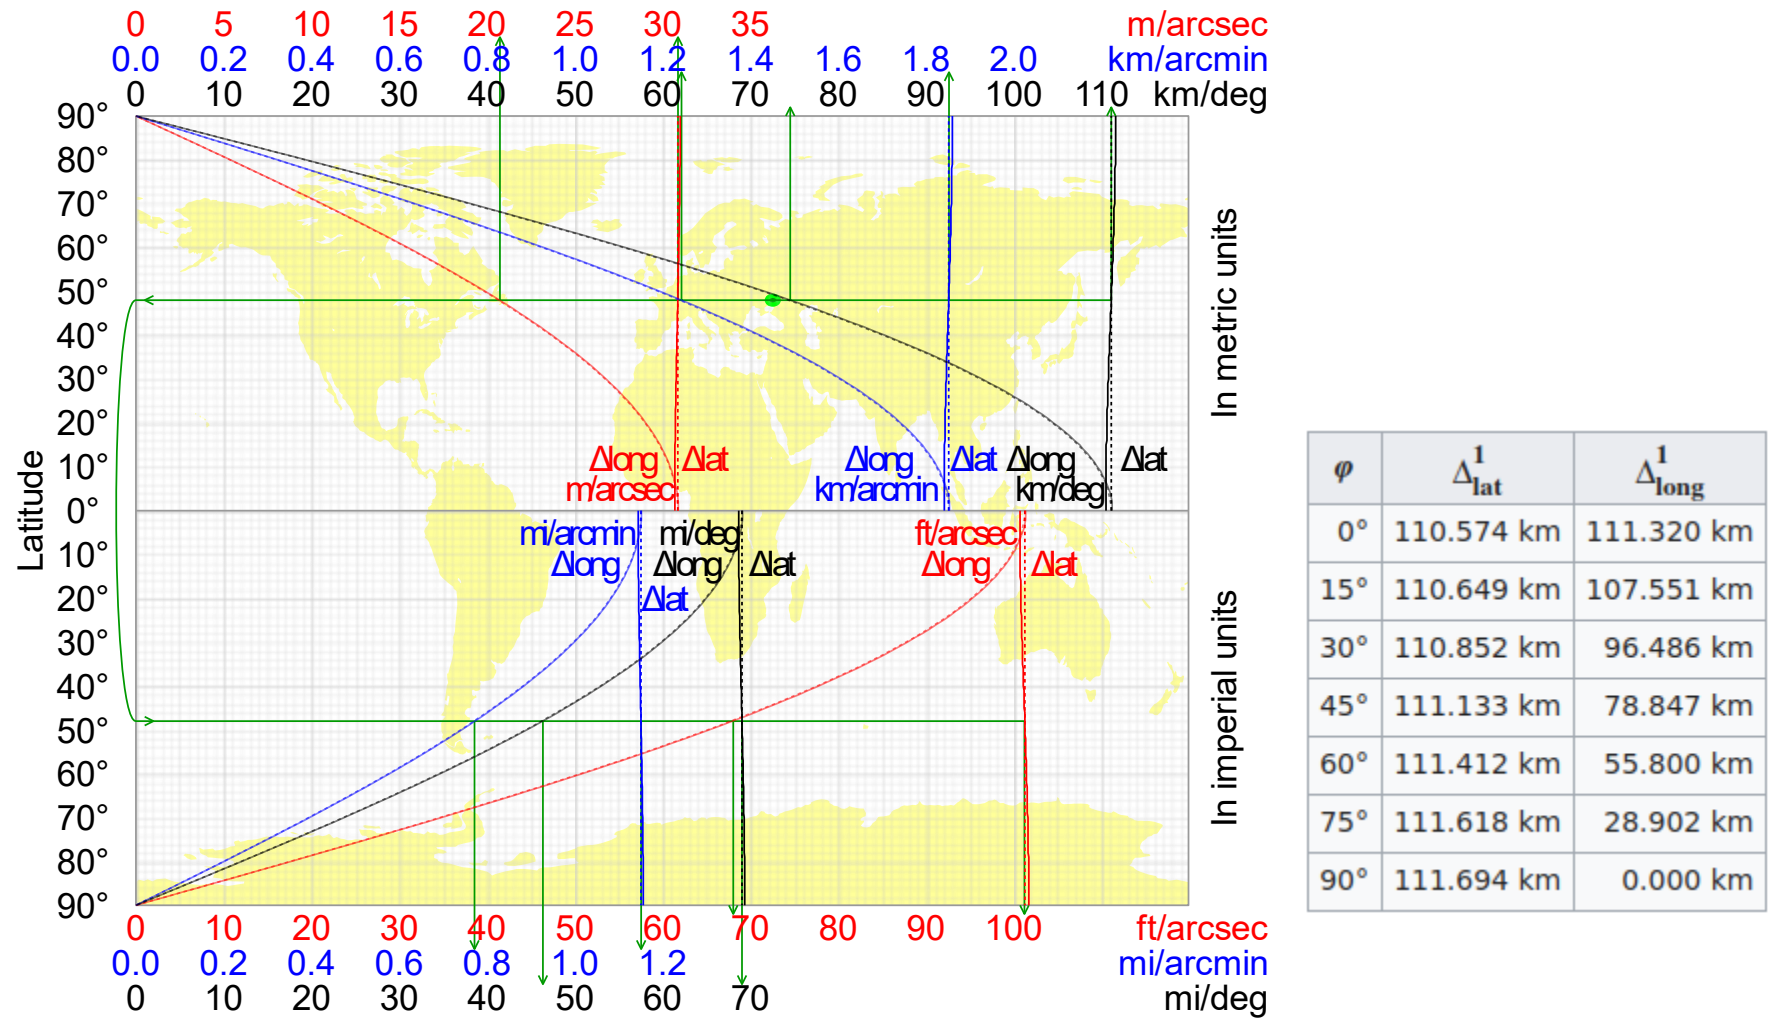 0 5 10 15 20 25 30 35 m/arcsec
0.0 0.2 0.4 0.6 0.8 1.0 1.2 1.4 1.6 1.8 2.0 km/arcmin
0 10 20 30 40 50 60 70 80 90 100 110 km/deg
90°
80°
70°
60°
50°
40°
30°
20°
10°
0°
10°
20°
30°
40°
50°
60°
70°
80°
90°
Latitude
In metric units
In imperial units
Δlong Δlat Δlong Δlat Δlong Δlat
m/arcsec km/arcmin km/deg
mi/arcmin mi/deg ft/arcsec
Δlong Δlong Δlat Δlong Δlat
Δlat
0 10 20 30 40 50 60 70 80 90 100 ft/arcsec
0.0 0.2 0.4 0.6 0.8 1.0 1.2 mi/arcmin
0 10 20 30 40 50 60 70 mi/deg
φ Δ1lat Δ1long
0° 110.574 km 111.320 km
15° 110.649 km 107.551 km
30° 110.852 km 96.486 km
45° 111.133 km 78.847 km
60° 111.412 km 55.800 km
75° 111.618 km 28.902 km
90° 111.694 km 0.000 km